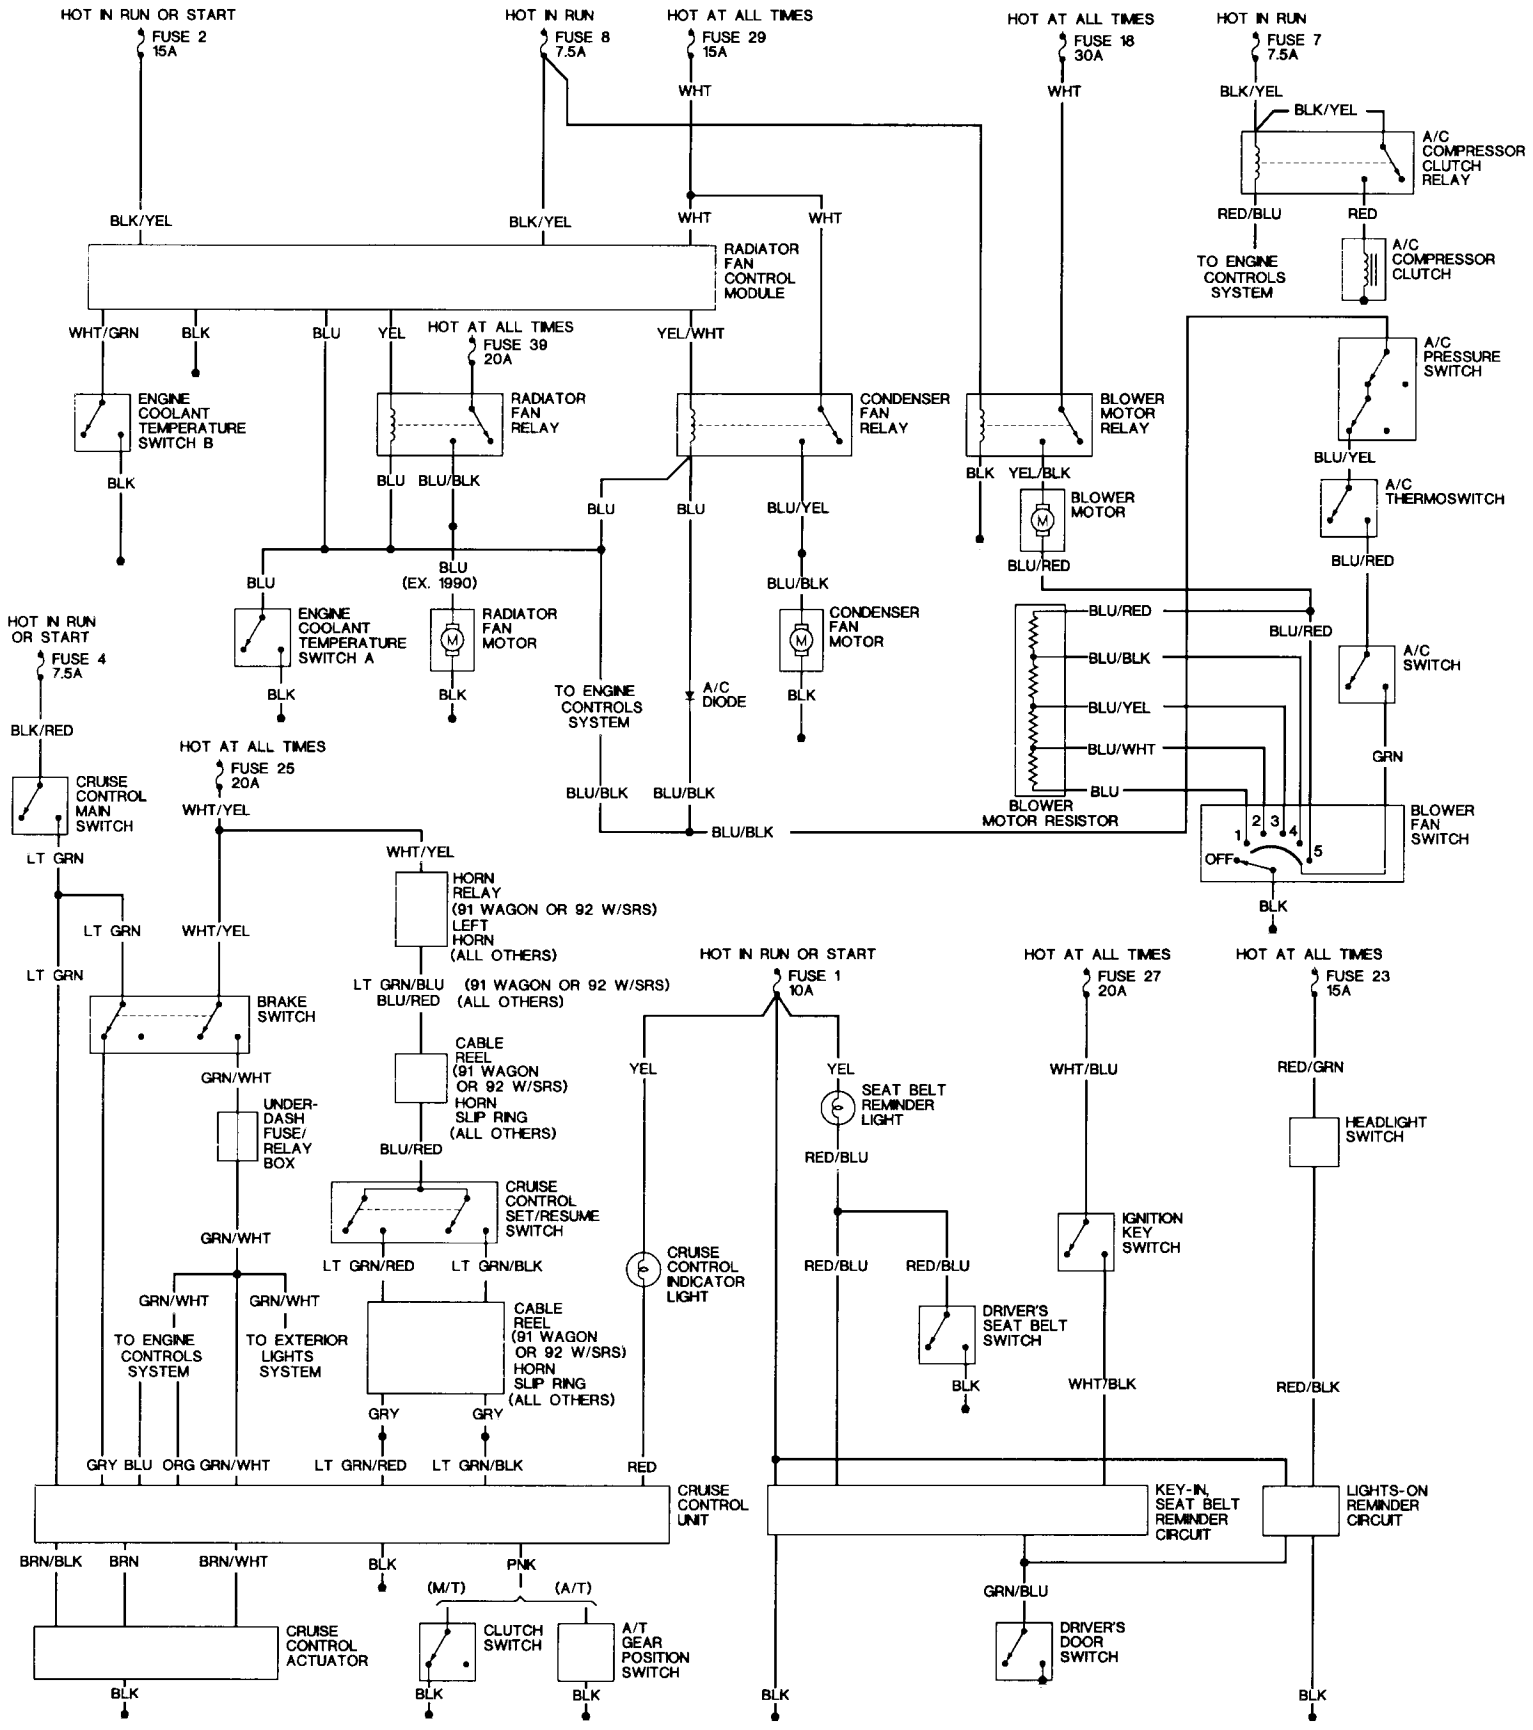 HOT IN RUN OR START
FUSE 2
15A
HOT IN RUN
FUSE 8
7.5A
HOT AT ALL TIMES
FUSE 29
15A
HOT AT ALL TIMES
FUSE 18
30A
HOT IN RUN
FUSE 7
7.5A
WHT
WHT
BLK/YEL
BLK/YEL
A/C
COMPRESSOR
CLUTCH
RELAY
BLK/YEL
BLK/YEL
WHT
WHT
RED/BLU
RED
RADIATOR
FAN
CONTROL
MODULE
TO ENGINE
CONTROLS
SYSTEM
A/C
COMPRESSOR
CLUTCH
WHT/GRN
BLK
BLU
YEL
HOT AT ALL TIMES
FUSE 39
20A
YEL/WHT
A/C
PRESSURE
SWITCH
ENGINE
COOLANT
TEMPERATURE
SWITCH B
RADIATOR
FAN
RELAY
CONDENSER
FAN
RELAY
BLOWER
MOTOR
RELAY
BLK
BLU
BLU/BLK
BLU
BLU
BLU/YEL
BLK
YEL/BLK
BLU/YEL
BLOWER
MOTOR
M
A/C
THERMOSWITCH
BLU
BLU
(EX. 1990)
BLU/BLK
BLU/RED
BLU/RED
ENGINE
COOLANT
TEMPERATURE
SWITCH A
RADIATOR
FAN
MOTOR
M
CONDENSER
FAN
MOTOR
M
BLU/RED
BLU/RED
BLU/BLK
BLU/YEL
BLU/WHT
BLU
BLOWER
MOTOR RESISTOR
A/C
SWITCH
GRN
HOT IN RUN
OR START
FUSE 4
7.5A
BLK
BLK
TO ENGINE
CONTROLS
SYSTEM
A/C
DIODE
BLK
BLK/RED
HOT AT ALL TIMES
FUSE 25
20A
WHT/YEL
CRUISE
CONTROL
MAIN
SWITCH
BLU/BLK
BLU/BLK
BLU/BLK
BLOWER
FAN
SWITCH
OFF
1
2
3
4
5
BLK
LT GRN
WHT/YEL
HORN
RELAY
(91 WAGON OR 92 W/SRS)
LEFT
HORN
(ALL OTHERS)
LT GRN
WHT/YEL
LT GRN
LT GRN/BLU (91 WAGON OR 92 W/SRS)
BLU/RED (ALL OTHERS)
HOT IN RUN OR START
FUSE 1
10A
HOT AT ALL TIMES
FUSE 27
20A
HOT AT ALL TIMES
FUSE 23
15A
BRAKE
SWITCH
CABLE
REEL
(91 WAGON
OR 92 W/SRS)
HORN
SLIP RING
(ALL OTHERS)
GRN/WHT
YEL
YEL
WHT/BLU
RED/GRN
UNDER-
DASH
FUSE/
RELAY
BOX
SEAT BELT
REMINDER
LIGHT
HEADLIGHT
SWITCH
BLU/RED
RED/BLU
CRUISE
CONTROL
SET/RESUME
SWITCH
IGNITION
KEY
SWITCH
GRN/WHT
LT GRN/RED
LT GRN/BLK
CRUISE
CONTROL
INDICATOR
LIGHT
RED/BLU
RED/BLU
GRN/WHT
GRN/WHT
CABLE
REEL
(91 WAGON
OR 92 W/SRS)
HORN
SLIP RING
(ALL OTHERS)
DRIVER'S
SEAT BELT
SWITCH
TO ENGINE
CONTROLS
SYSTEM
TO EXTERIOR
LIGHTS
SYSTEM
BLK
WHT/BLK
RED/BLK
GRY
GRY
GRY
BLU
ORG
GRN/WHT
LT GRN/RED
LT GRN/BLK
RED
CRUISE
CONTROL
UNIT
KEY-IN,
SEAT BELT
REMINDER
CIRCUIT
LIGHTS-ON
REMINDER
CIRCUIT
BRN/BLK
BRN
BRN/WHT
BLK
PNK
(M/T)
(A/T)
GRN/BLU
CRUISE
CONTROL
ACTUATOR
CLUTCH
SWITCH
A/T
GEAR
POSITION
SWITCH
DRIVER'S
DOOR
SWITCH
BLK
BLK
BLK
BLK
BLK